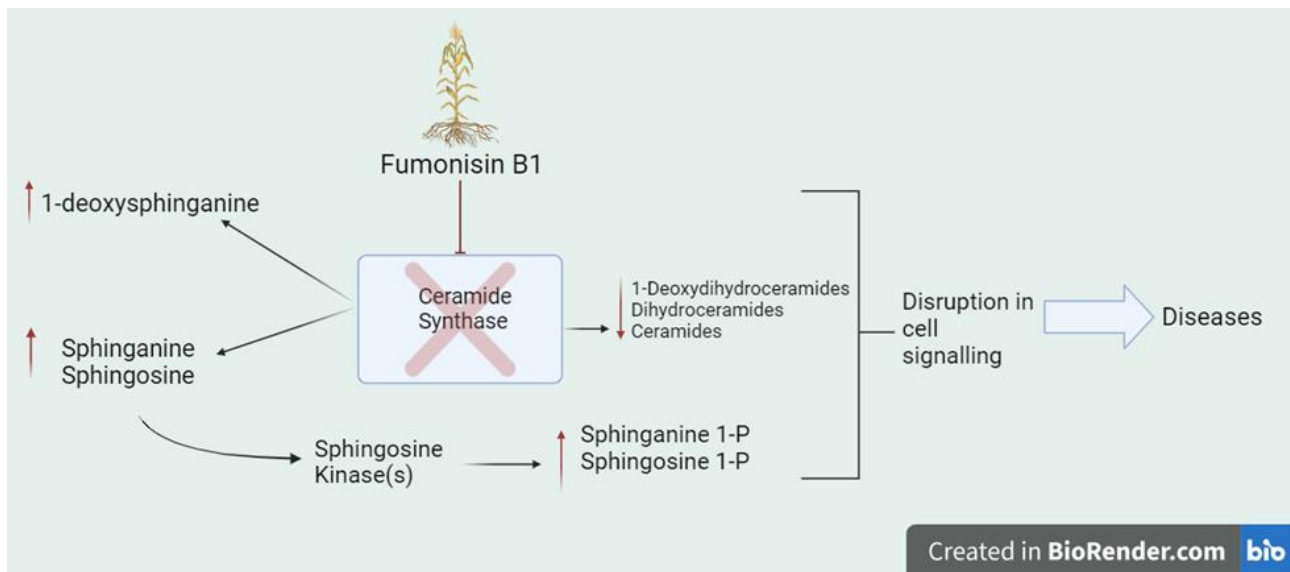 Fumonisin B1
1-deoxysphinganine
Ceramide
Synthase
1-Deoxydihydroceramides
Dihydroceramides
Ceramides
Sphinganine
Sphingosine
Sphingosine
Kinase(s)
Sphinganine 1-P
Sphingosine 1-P
Disruption in
cell
signalling
Diseases
Created in BioRender.com bio